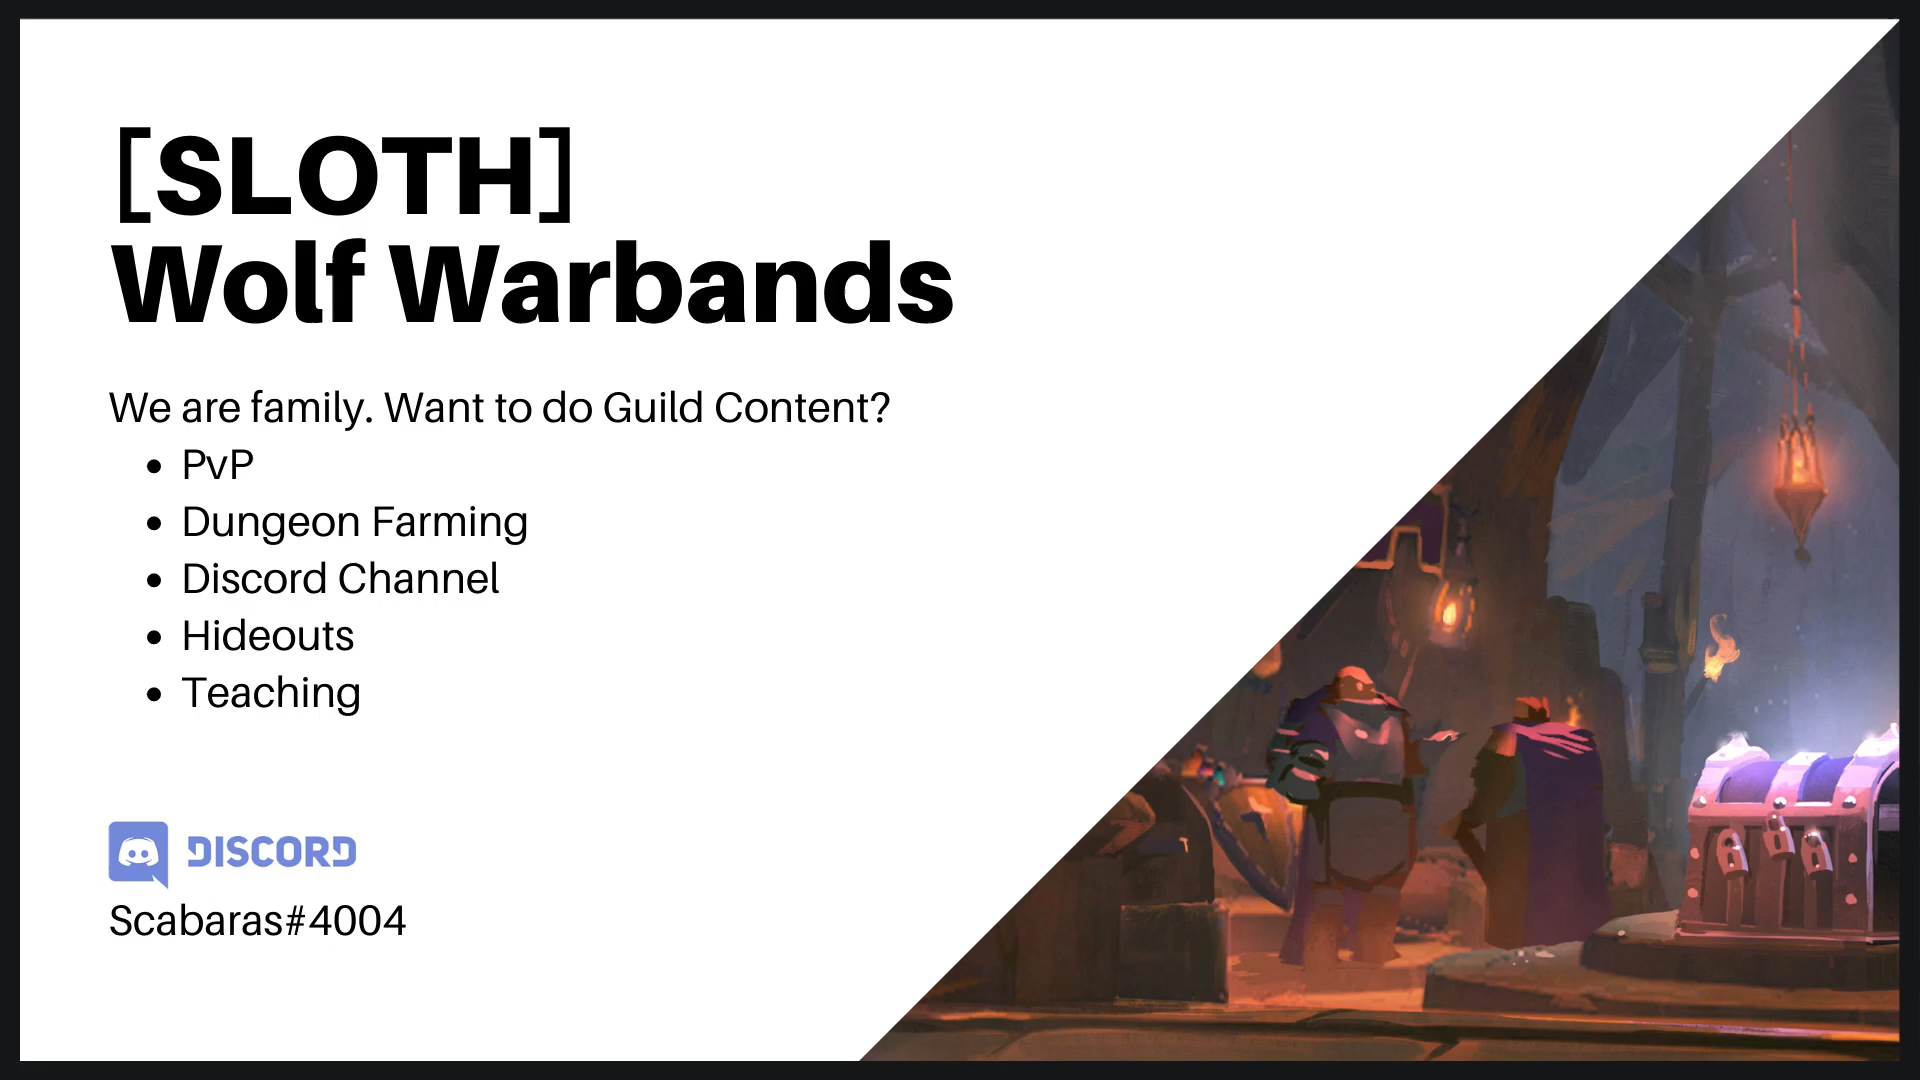 [SLOTH]
Wolf Warbands
We are family. Want to do Guild Content?
• PvP
• Dungeon Farming
• Discord Channel
• Hideouts
• Teaching
DISCORD
Scabaras#4004